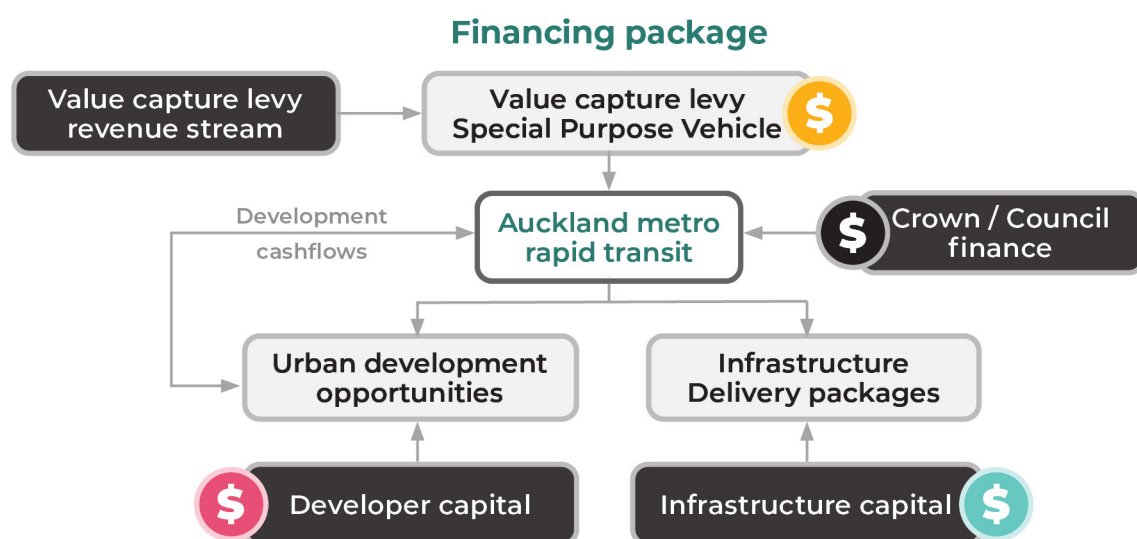 Financing package
Value capture levy
revenue stream
Value capture levy
Special Purpose Vehicle
$
Development
cashflows
Auckland metro
rapid transit
$
Crown / Council
finance
Urban development
opportunities
Infrastructure
Delivery packages
$
Developer capital
Infrastructure capital
$